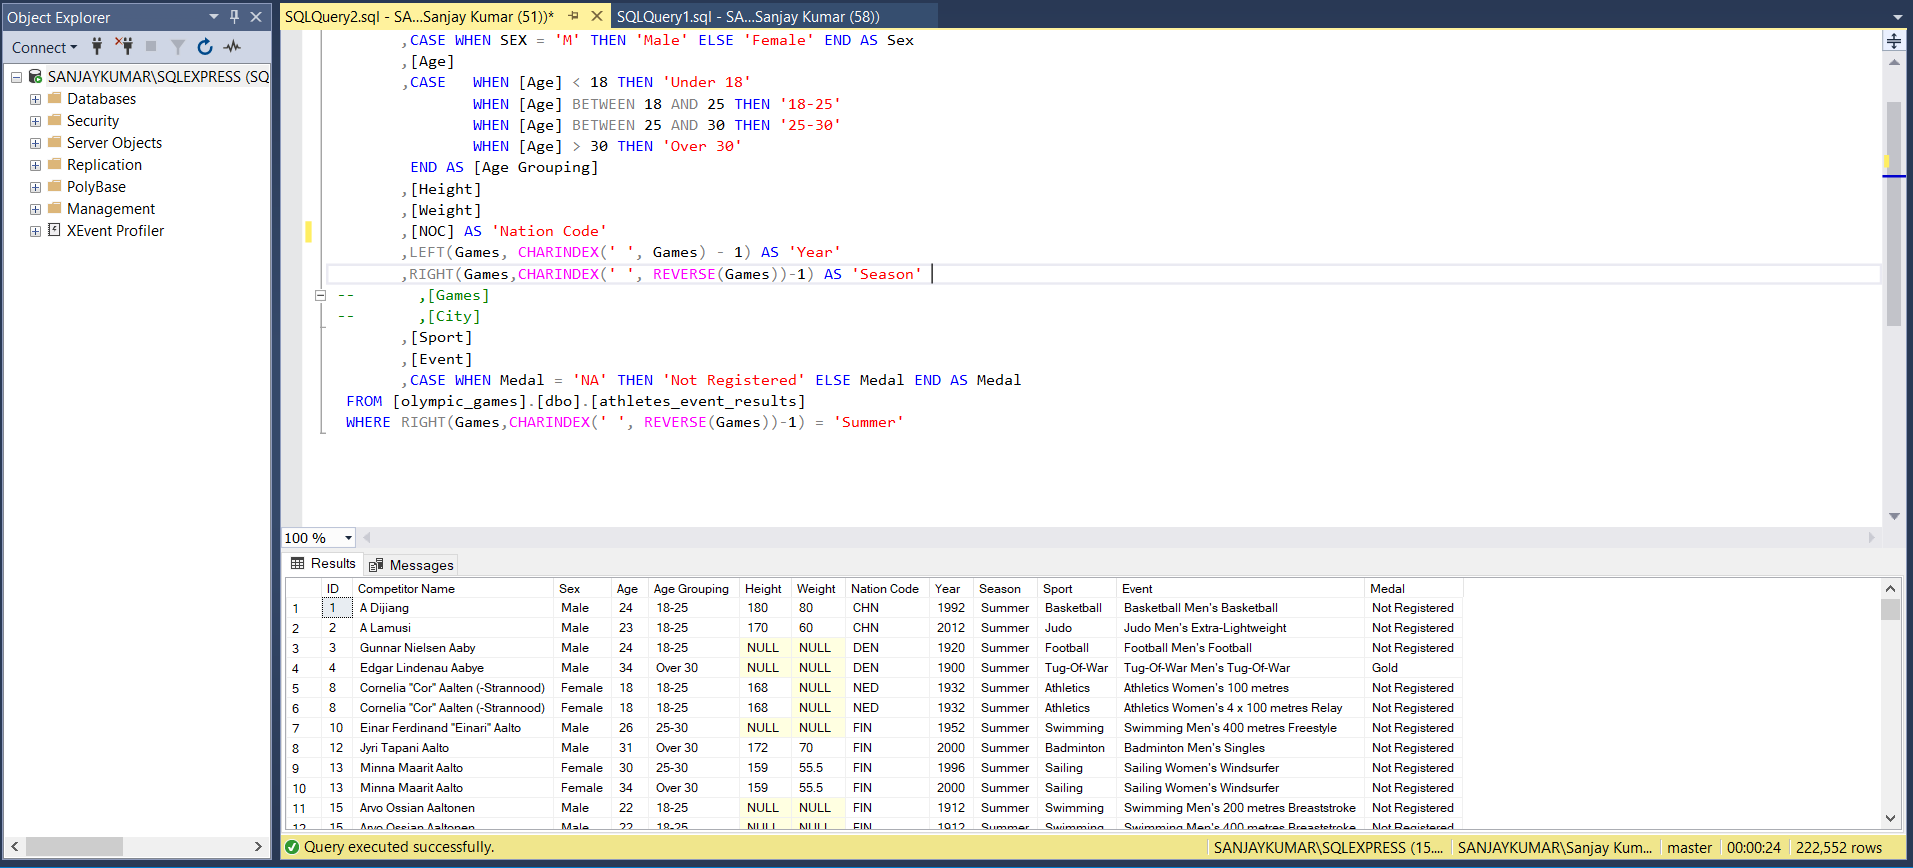 Object Explorer
Connect
SANJAYKUMAR\SQLEXPRESS (SQ
Databases
Security
Server Objects
Replication
PolyBase
Management
XEvent Profiler
SQLQuery2.sql - SA...Sanjay Kumar (51))*
SQLQuery1.sql - SA...Sanjay Kumar (58))
,CASE WHEN SEX = 'M' THEN 'Male' ELSE 'Female' END AS Sex
,[Age]
,CASE WHEN [Age] < 18 THEN 'Under 18'
WHEN [Age] BETWEEN 18 AND 25 THEN '18-25'
WHEN [Age] BETWEEN 25 AND 30 THEN '25-30'
WHEN [Age] > 30 THEN 'Over 30'
END AS [Age Grouping]
,[Height]
,[Weight]
,[NOC] AS 'Nation Code'
,LEFT(Games, CHARINDEX(' ', Games) - 1) AS 'Year'
,RIGHT(Games,CHARINDEX(' ', REVERSE(Games))-1) AS 'Season'
-- ,[Games]
-- ,[City]
,[Sport]
,[Event]
,CASE WHEN Medal = 'NA' THEN 'Not Registered' ELSE Medal END AS Medal
FROM [olympic_games].[dbo].[athletes_event_results]
WHERE RIGHT(Games,CHARINDEX(' ', REVERSE(Games))-1) = 'Summer'
100 %
Results Messages
ID Competitor Name Sex Age Age Grouping Height Weight Nation Code Year Season Sport Event Medal
1 1 A Dijiang Male 24 18-25 180 80 CHN 1992 Summer Basketball Basketball Men's Basketball Not Registered
2 2 A Lamusi Male 23 18-25 170 60 CHN 2012 Summer Judo Judo Men's Extra-Lightweight Not Registered
3 3 Gunnar Nielsen Aaby Male 24 18-25 NULL NULL DEN 1920 Summer Football Football Men's Football Not Registered
4 4 Edgar Lindenau Aabye Male 34 Over 30 NULL NULL DEN 1900 Summer Tug-Of-War Tug-Of-War Men's Tug-Of-War Gold
5 8 Cornelia "Cor" Aalten (-Strannood) Female 18 18-25 168 NULL NED 1932 Summer Athletics Athletics Women's 100 metres Not Registered
6 8 Cornelia "Cor" Aalten (-Strannood) Female 18 18-25 168 NULL NED 1932 Summer Athletics Athletics Women's 4 x 100 metres Relay Not Registered
7 10 Einar Ferdinand "Einari" Aalto Male 26 25-30 NULL NULL FIN 1952 Summer Swimming Swimming Men's 400 metres Freestyle Not Registered
8 12 Jyri Tapani Aalto Male 31 Over 30 172 70 FIN 2000 Summer Badminton Badminton Men's Singles Not Registered
9 13 Minna Maarit Aalto Female 30 25-30 159 55.5 FIN 1996 Summer Sailing Sailing Women's Windsurfer Not Registered
10 13 Minna Maarit Aalto Female 34 Over 30 159 55.5 FIN 2000 Summer Sailing Sailing Women's Windsurfer Not Registered
11 15 Arvo Ossian Aaltonen Male 22 18-25 NULL NULL FIN 1912 Summer Swimming Swimming Men's 200 metres Breaststroke Not Registered
12 15 Arvo Ossian Aaltonen Male 22 18-25 NULL NULL FIN 1912 Summer Swimming Swimming Men's 400 metres Breaststroke Not Registered
Query executed successfully.
SANJAYKUMAR\SQLEXPRESS (15.... SANJAYKUMAR\Sanjay Kum... master 00:00:24 222,552 rows